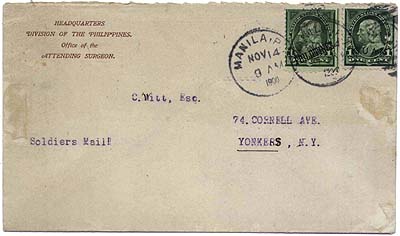 HEADQUARTERS
DIVISION OF THE PHILIPPINES.
Office of the
ATTENDING SURGEON.
MANILA, P.
NOV 14
8 AM
1900
C. Witt, Esq.
74. CORNELL AVE.
Soldiers Mail
YONKERS, N.Y.